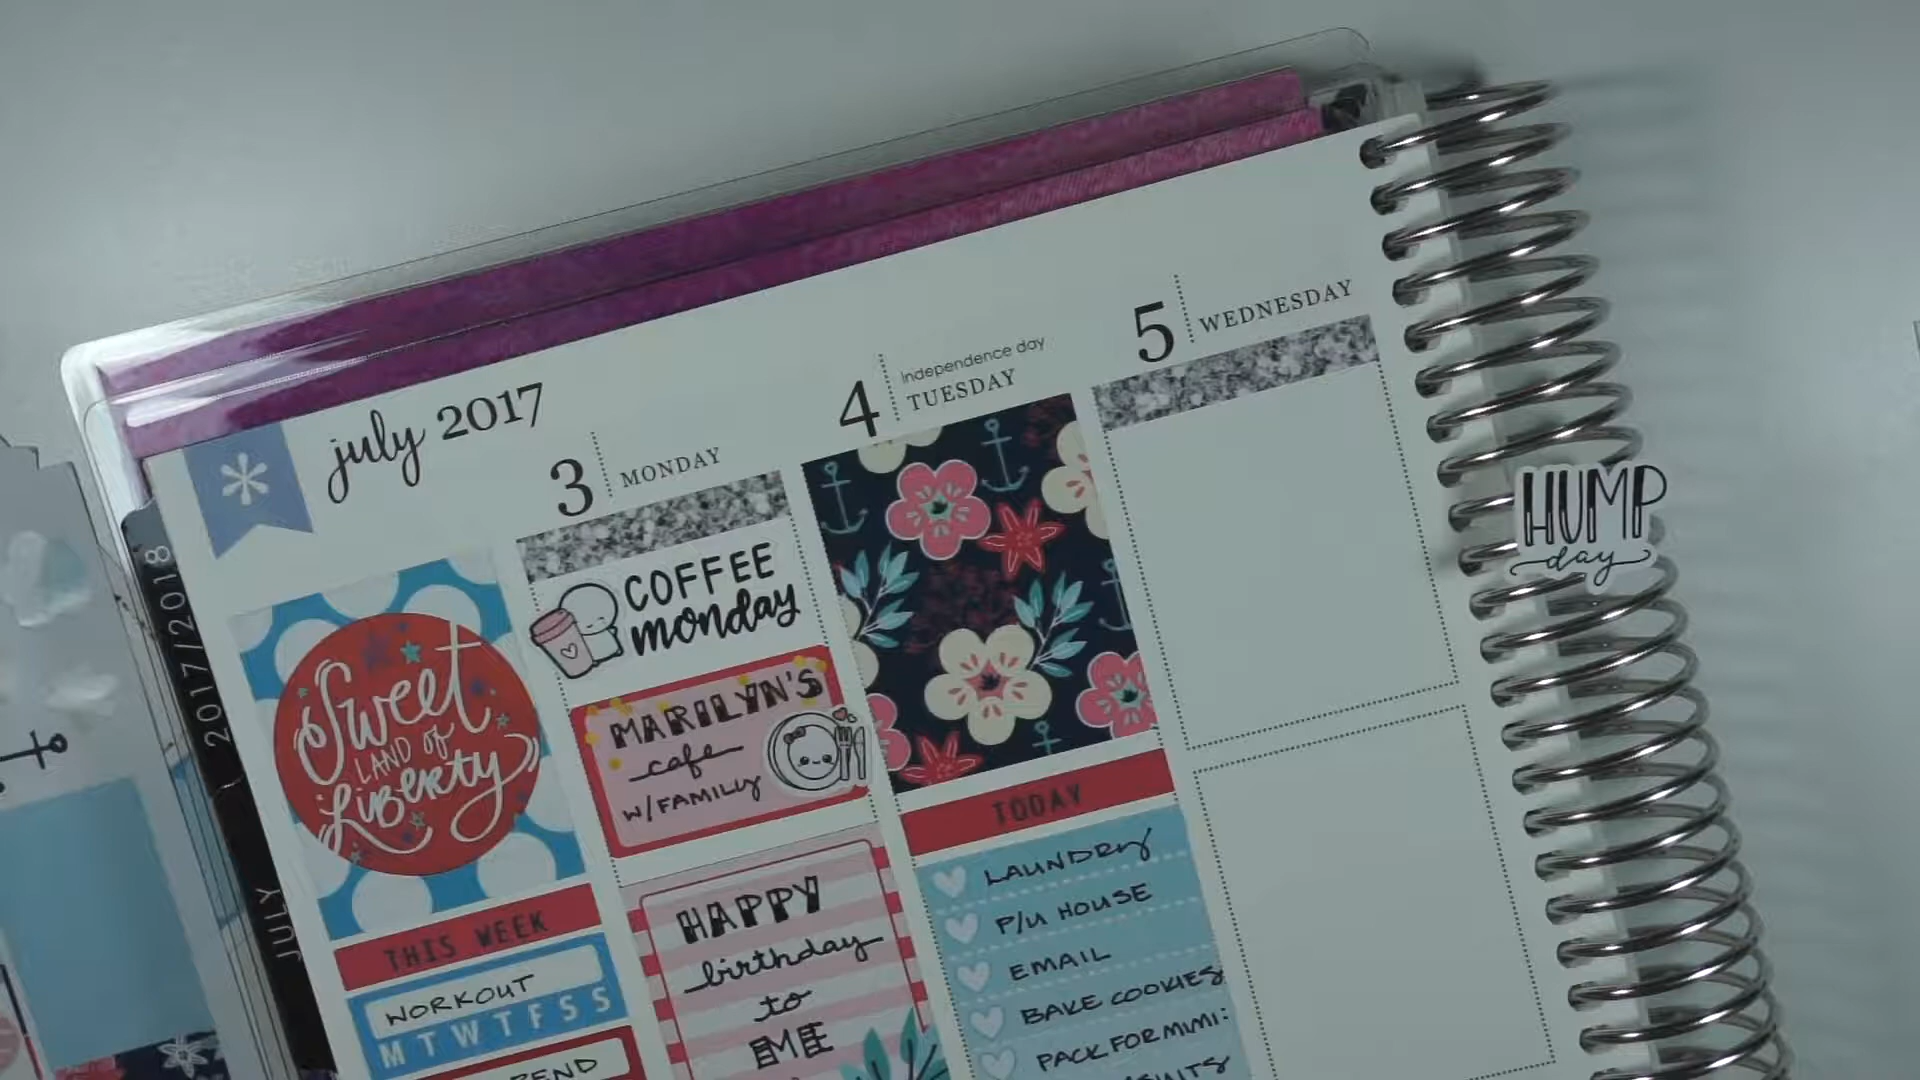 july 2017
3 MONDAY
4 Independence day
TUESDAY
5 WEDNESDAY
HUMP
day
2017/2018
JULY
Sweet
LAND of
Liberty
THIS WEEK
WORKOUT
M T W T F S S
COFFEE
monday
MARILYN'S
cafe
W/FAMILY
HAPPY
birthday
to
ME
TODAY
LAUNDRY
P/U HOUSE
EMAIL
BAKE COOKIES
PACK FOR MIMI: